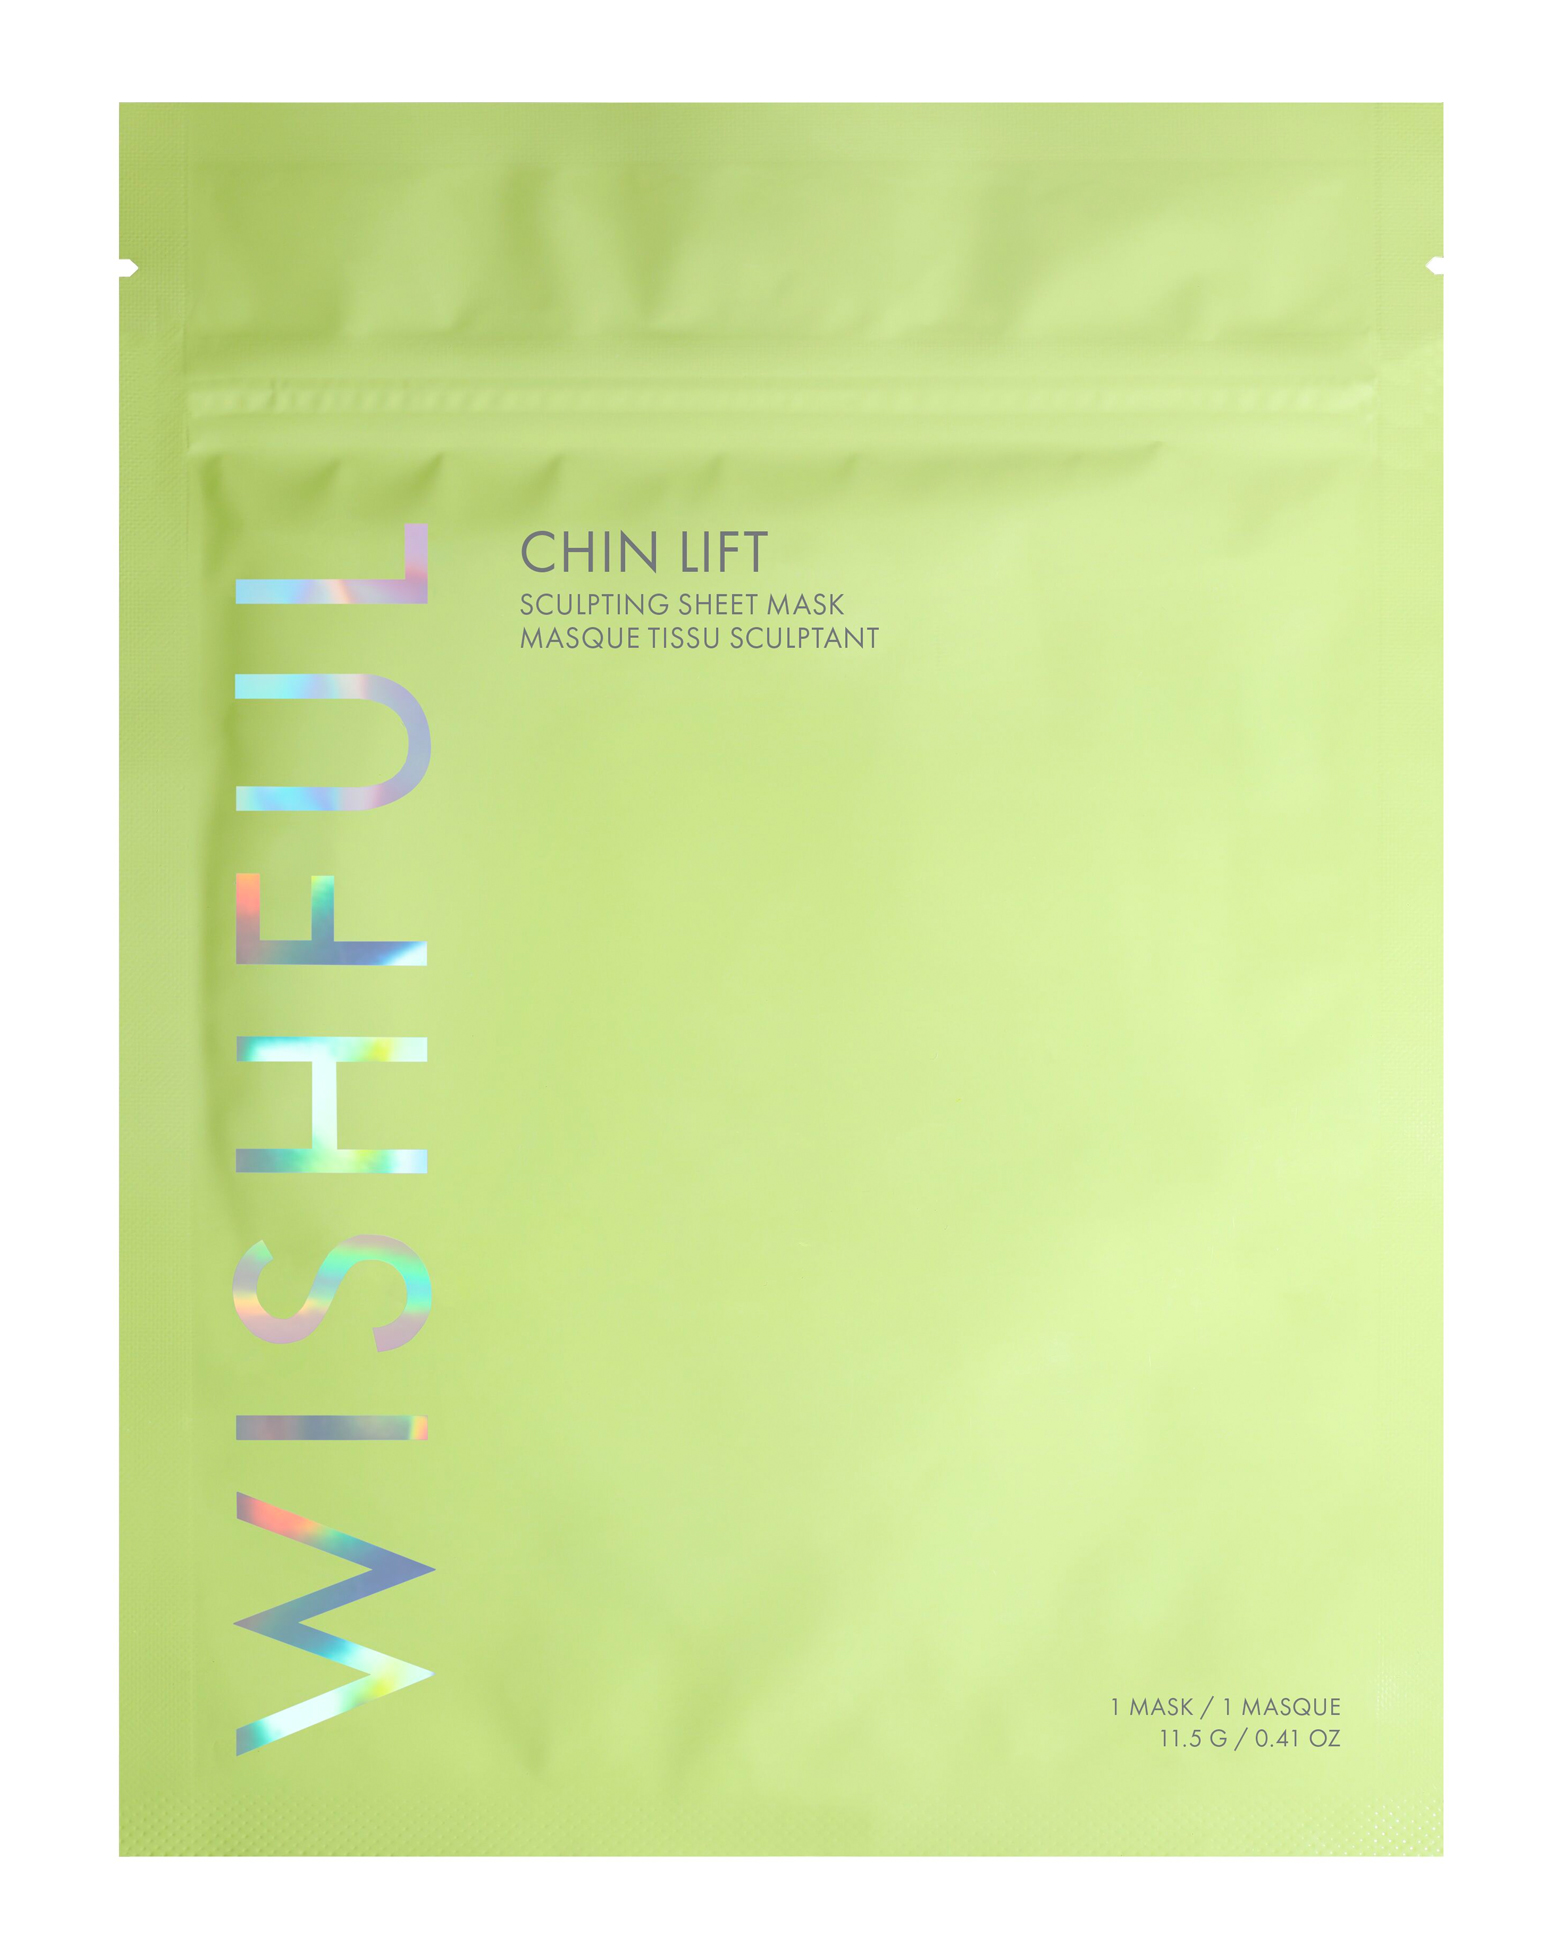 WISHFUL
CHIN LIFT
SCULPTING SHEET MASK
MASQUE TISSU SCULPTANT
1 MASK / 1 MASQUE
11.5 G / 0.41 OZ